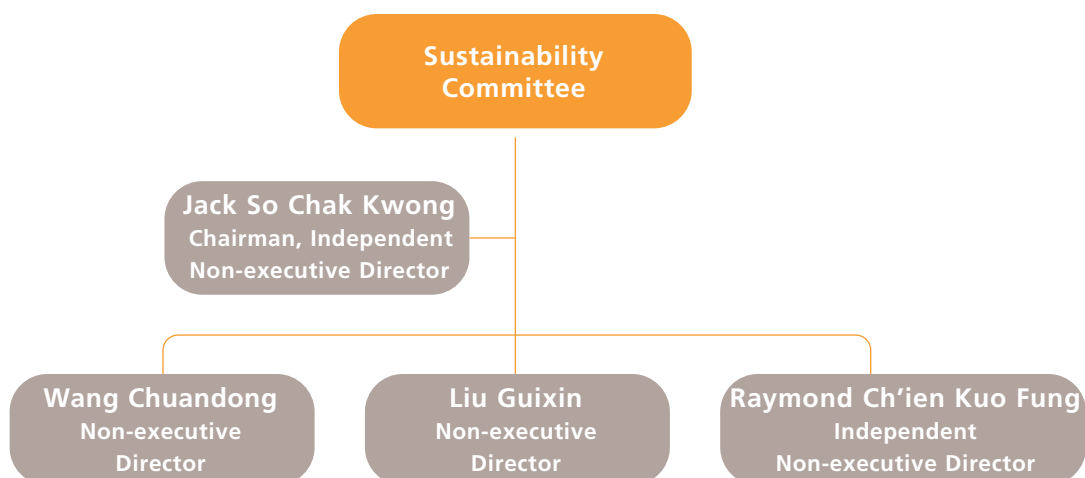 Sustainability
Committee
Jack So Chak Kwong
Chairman, Independent
Non-executive Director
Wang Chuandong
Non-executive
Director
Liu Guixin
Non-executive
Director
Raymond Ch’ien Kuo Fung
Independent
Non-executive Director